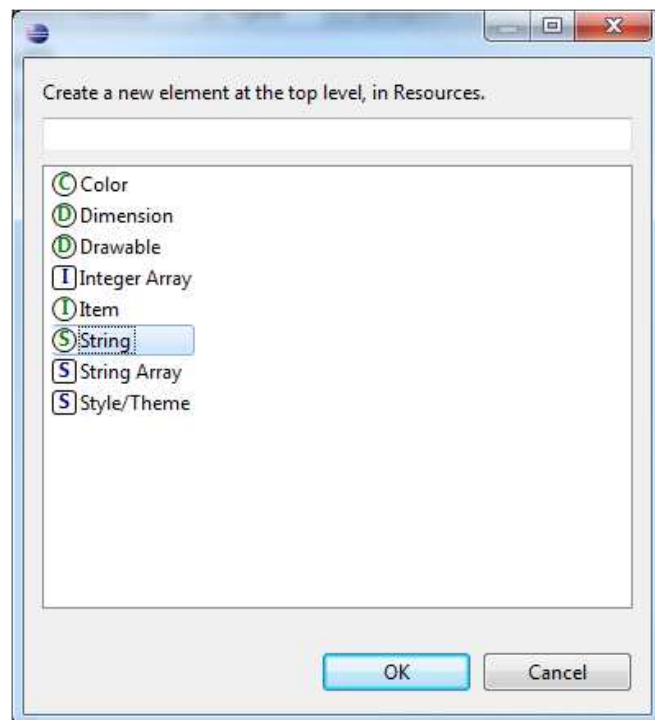 Create a new element at the top level, in Resources.
C Color
D Dimension
D Drawable
I Integer Array
I Item
S String
S String Array
S Style/Theme
OK Cancel